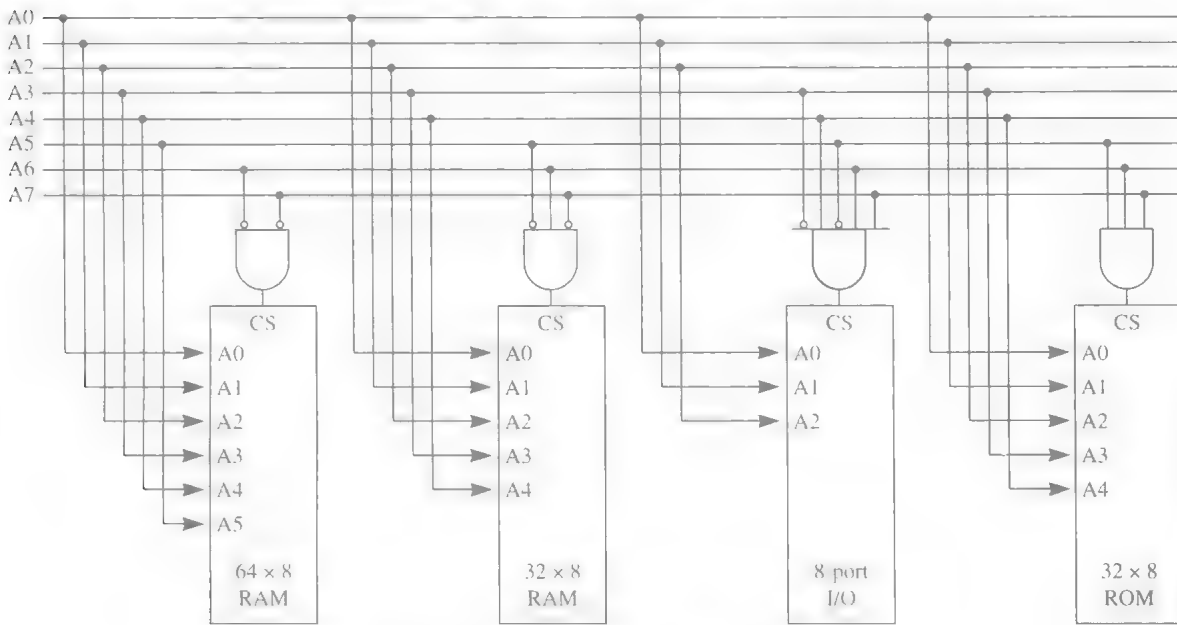 A0
A1
A2
A3
A4
A5
A6
A7
CS
A0
A1
A2
A3
A4
A5
64 × 8
RAM
CS
A0
A1
A2
A3
A4
32 × 8
RAM
CS
A0
A1
A2
8 port
I/O
CS
A0
A1
A2
A3
A4
32 × 8
ROM